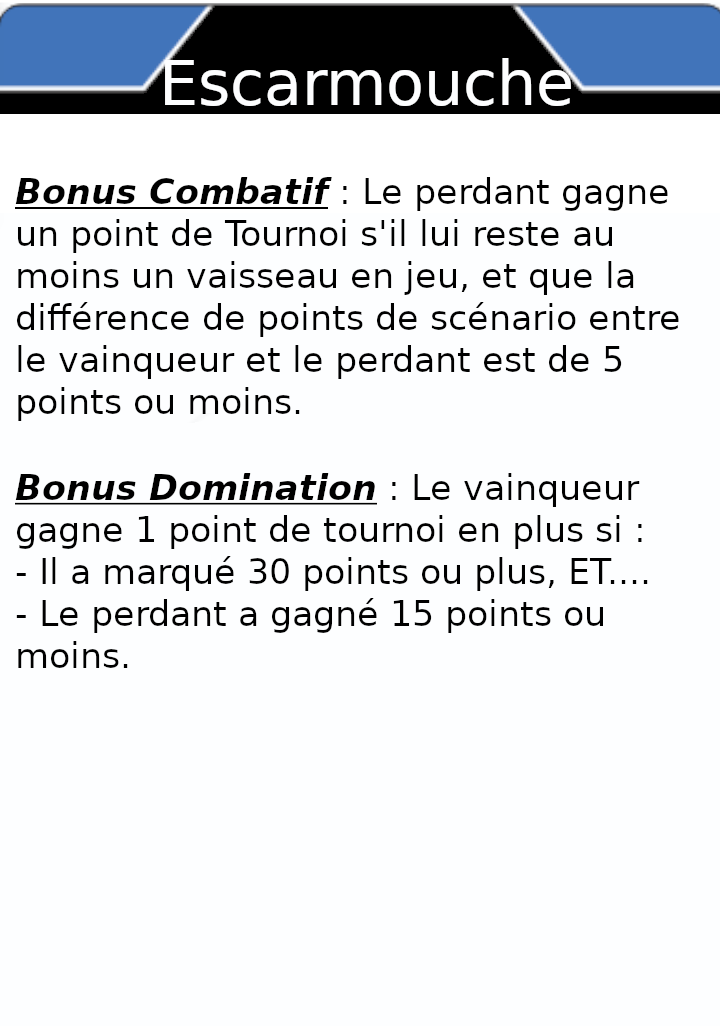 Escarmouche
Bonus Combatif : Le perdant gagne
un point de Tournoi s'il lui reste au
moins un vaisseau en jeu, et que la
différence de points de scénario entre
le vainqueur et le perdant est de 5
points ou moins.
Bonus Domination : Le vainqueur
gagne 1 point de tournoi en plus si :
- Il a marqué 30 points ou plus, ET....
- Le perdant a gagné 15 points ou
moins.